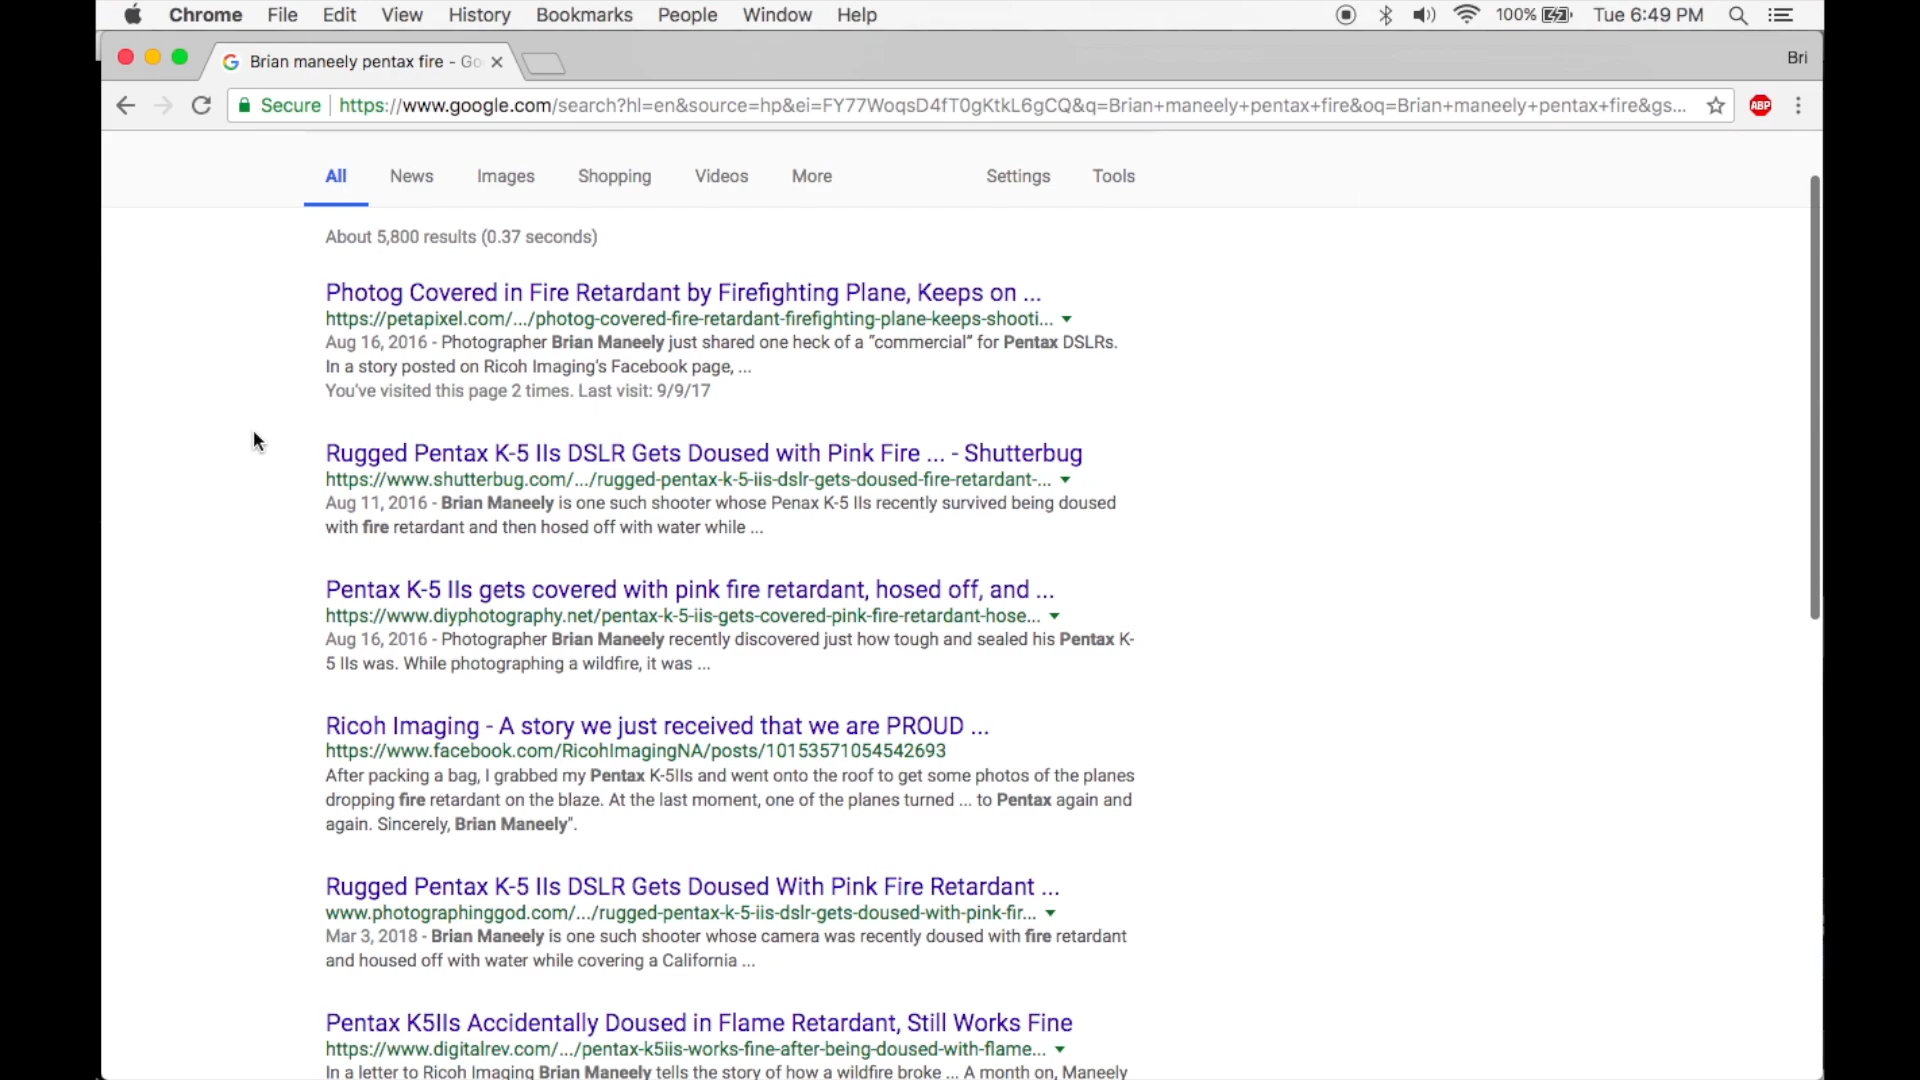 Chrome File Edit View History Bookmarks People Window Help 100% Tue 6:49 PM
Brian maneely pentax fire - Go Bri
Secure https://www.google.com/search?hl=en&source=hp&ei=FY77WoqsD4fT0gKtkL6gCQ&q=Brian+maneely+pentax+fire&oq=Brian+maneely+pentax+fire&gs... ABP
All News Images Shopping Videos More Settings Tools
About 5,800 results (0.37 seconds)
Photog Covered in Fire Retardant by Firefighting Plane, Keeps on ...
https://petapixel.com/.../photog-covered-fire-retardant-firefighting-plane-keeps-shooti...
Aug 16, 2016 - Photographer Brian Maneely just shared one heck of a “commercial” for Pentax DSLRs.
In a story posted on Ricoh Imaging's Facebook page, ...
You've visited this page 2 times. Last visit: 9/9/17
Rugged Pentax K-5 IIs DSLR Gets Doused with Pink Fire ... - Shutterbug
https://www.shutterbug.com/.../rugged-pentax-k-5-iis-dslr-gets-doused-fire-retardant-...
Aug 11, 2016 - Brian Maneely is one such shooter whose Penax K-5 IIs recently survived being doused
with fire retardant and then hosed off with water while ...
Pentax K-5 IIs gets covered with pink fire retardant, hosed off, and ...
https://www.diyphotography.net/pentax-k-5-iis-gets-covered-pink-fire-retardant-hose...
Aug 16, 2016 - Photographer Brian Maneely recently discovered just how tough and sealed his Pentax K-
5 IIs was. While photographing a wildfire, it was ...
Ricoh Imaging - A story we just received that we are PROUD ...
https://www.facebook.com/RicohImagingNA/posts/10153571054542693
After packing a bag, I grabbed my Pentax K-5IIs and went onto the roof to get some photos of the planes
dropping fire retardant on the blaze. At the last moment, one of the planes turned ... to Pentax again and
again. Sincerely, Brian Maneely".
Rugged Pentax K-5 IIs DSLR Gets Doused With Pink Fire Retardant ...
www.photographinggod.com/.../rugged-pentax-k-5-iis-dslr-gets-doused-with-pink-fir...
Mar 3, 2018 - Brian Maneely is one such shooter whose camera was recently doused with fire retardant
and housed off with water while covering a California ...
Pentax K5IIs Accidentally Doused in Flame Retardant, Still Works Fine
https://www.digitalrev.com/.../pentax-k5iis-works-fine-after-being-doused-with-flame...
In a letter to Ricoh Imaging Brian Maneely tells the story of how a wildfire broke ... A month on, Maneely